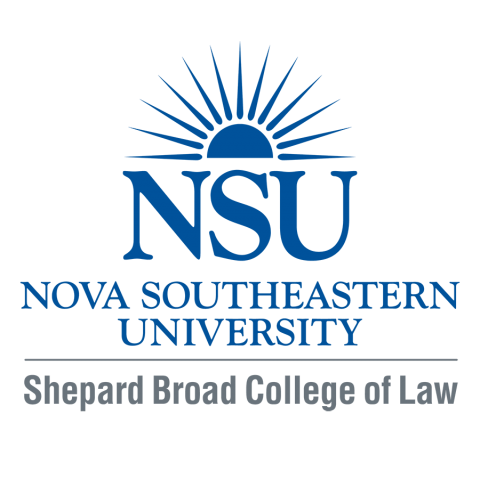 NSU
NOVA SOUTHEASTERN
UNIVERSITY
Shepard Broad College of Law